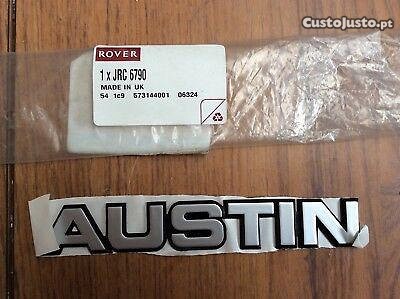 CustoJusto.pt
ROVER
1 x JRC 6790
MADE IN UK
54 1c9 573144001 06324
AUSTIN